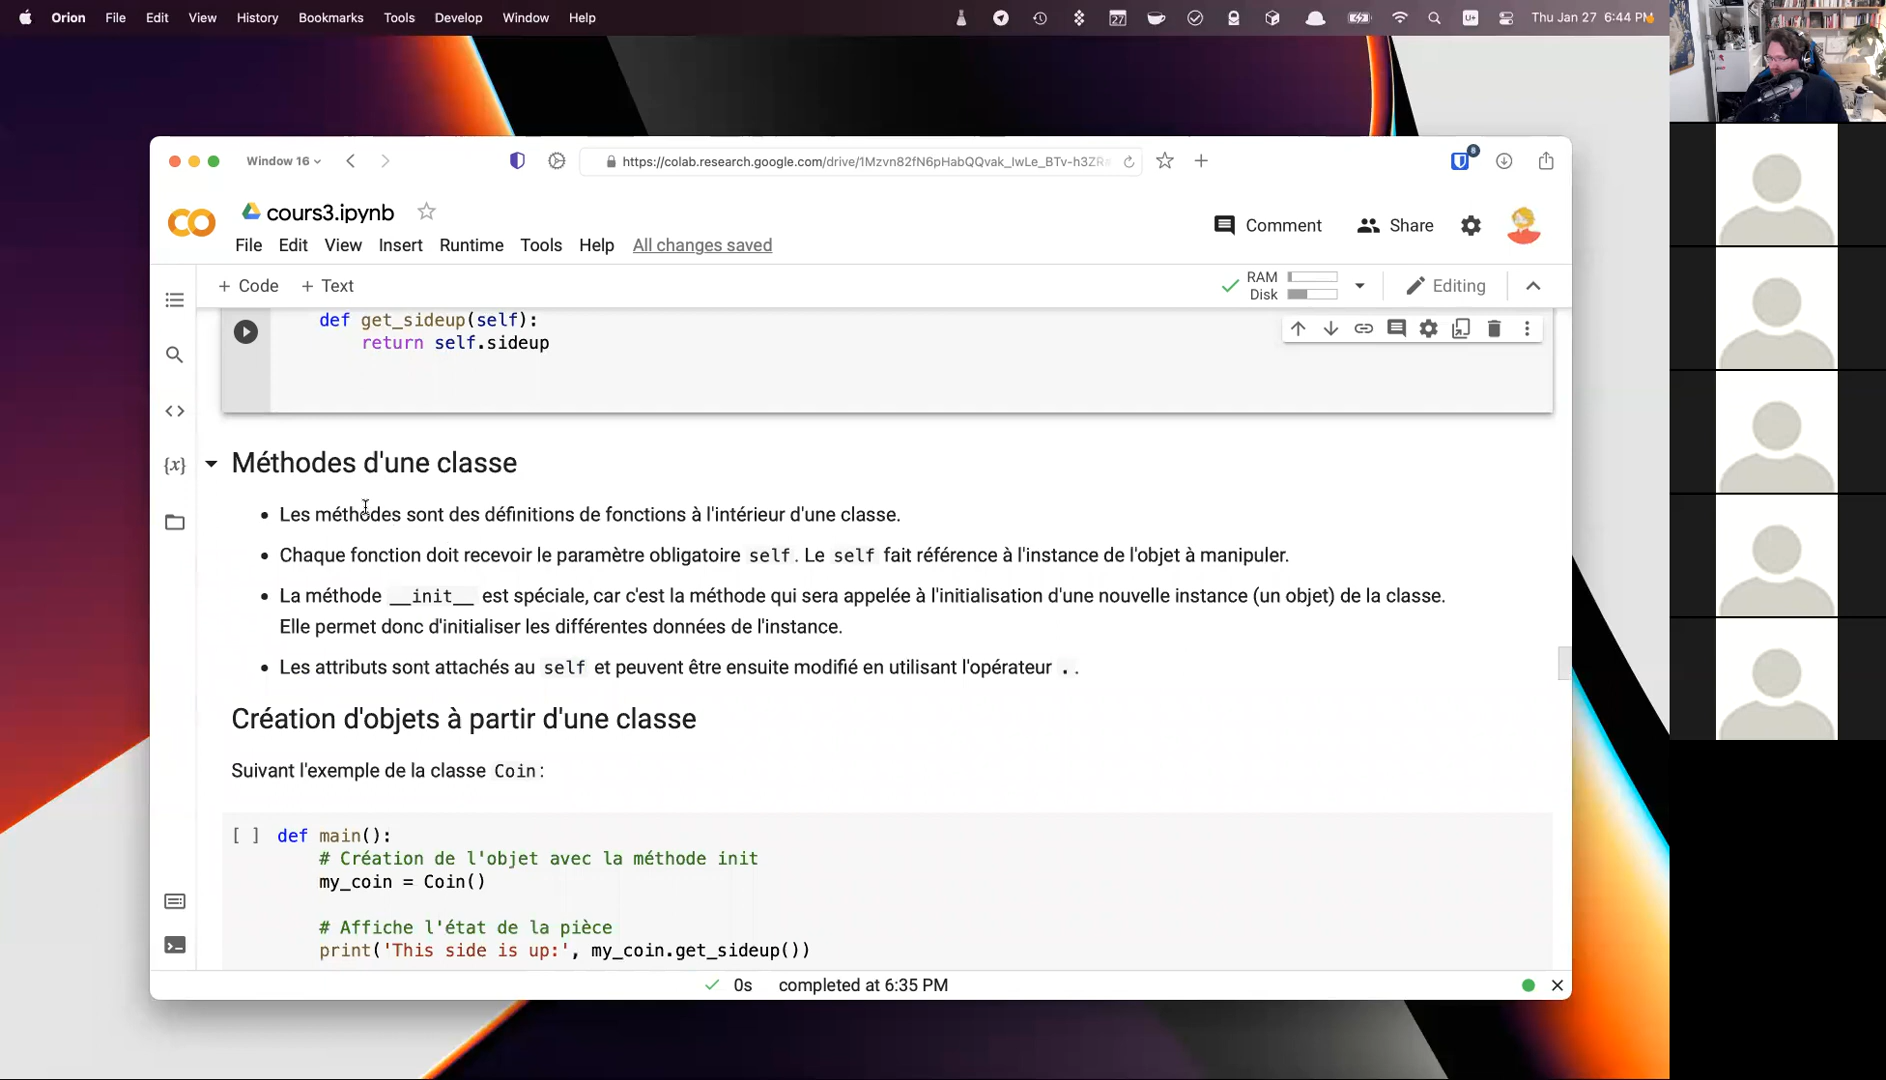 Orion File Edit View History Bookmarks Tools Develop Window Help
27
U+
Thu Jan 27 6:44 PM
Window 16
https://colab.research.google.com/drive/1Mzvn82fN6pHabQQvak_IwLe_BTv-h3ZR
8
cours3.ipynb
File Edit View Insert Runtime Tools Help All changes saved
Comment Share
+ Code + Text
RAM
Disk
Editing
def get_sideup(self):
return self.sideup
{x}
Méthodes d'une classe
• Les méthodes sont des définitions de fonctions à l'intérieur d'une classe.
• Chaque fonction doit recevoir le paramètre obligatoire self. Le self fait référence à l'instance de l'objet à manipuler.
• La méthode __init__ est spéciale, car c'est la méthode qui sera appelée à l'initialisation d'une nouvelle instance (un objet) de la classe.
Elle permet donc d'initialiser les différentes données de l'instance.
• Les attributs sont attachés au self et peuvent être ensuite modifié en utilisant l'opérateur . .
Création d'objets à partir d'une classe
Suivant l'exemple de la classe Coin:
[ ] def main():
# Création de l'objet avec la méthode init
my_coin = Coin()
# Affiche l'état de la pièce
print('This side is up:', my_coin.get_sideup())
0s completed at 6:35 PM